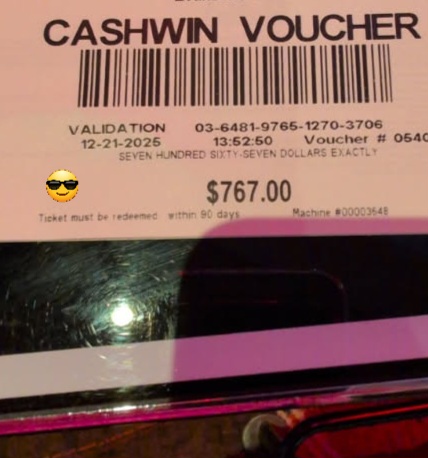 CASHWIN VOUCHER
VALIDATION 03-6481-9765-1270-3706
12-21-2025 13:52:50 Voucher # 0540
SEVEN HUNDRED SIXTY-SEVEN DOLLARS EXACTLY
$767.00
Ticket must be redeemed within 90 days Machine #00003648